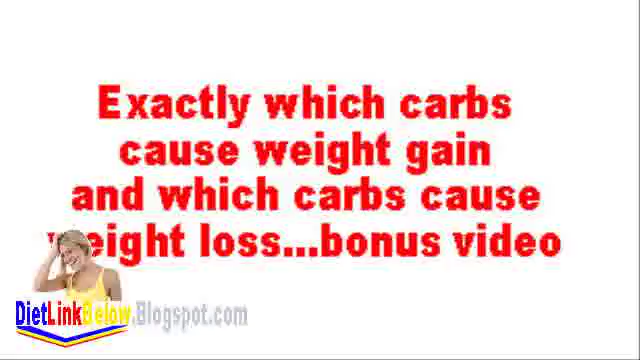 Exactly which carbs
cause weight gain
and which carbs cause
weight loss...bonus video
DietLinkBelow.Blogspot.com